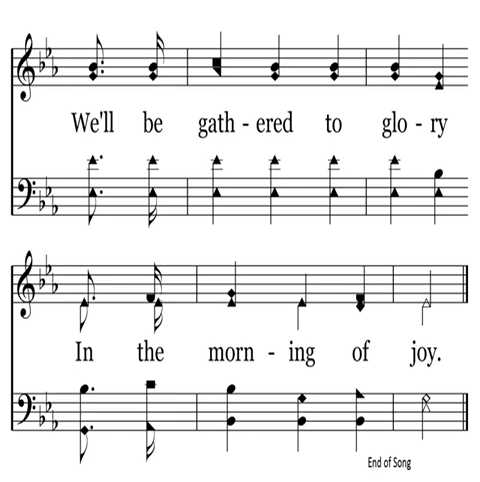 We'll be gath - ered to glo - ry
In the morn - ing of joy.
End of Song